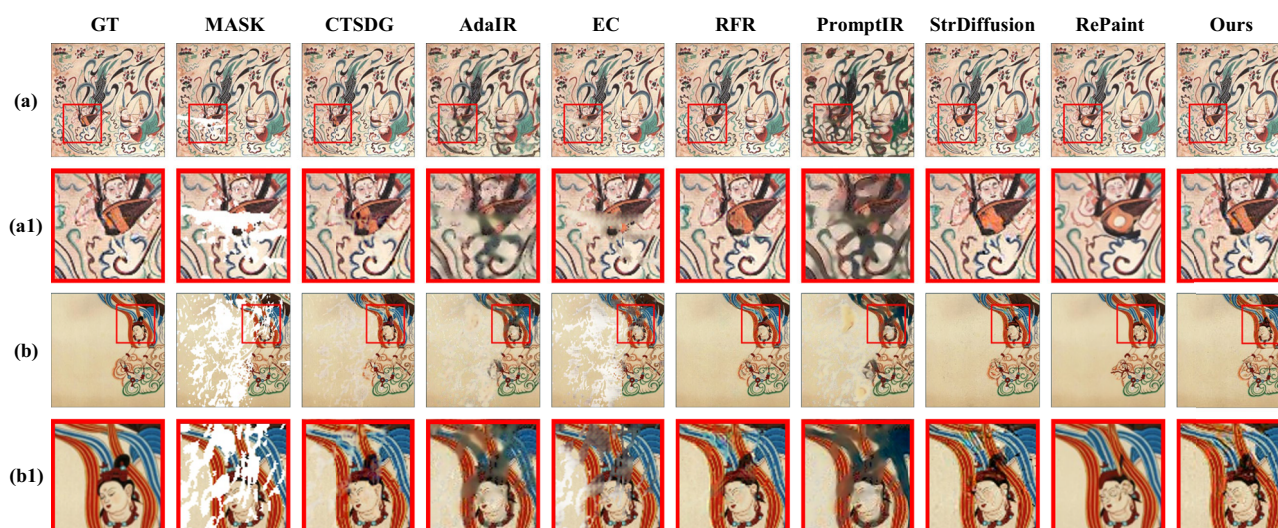 GT MASK CTSDG AdaIR EC RFR PromptIR StrDiffusion RePaint Ours
(a)
(a1)
(b)
(b1)